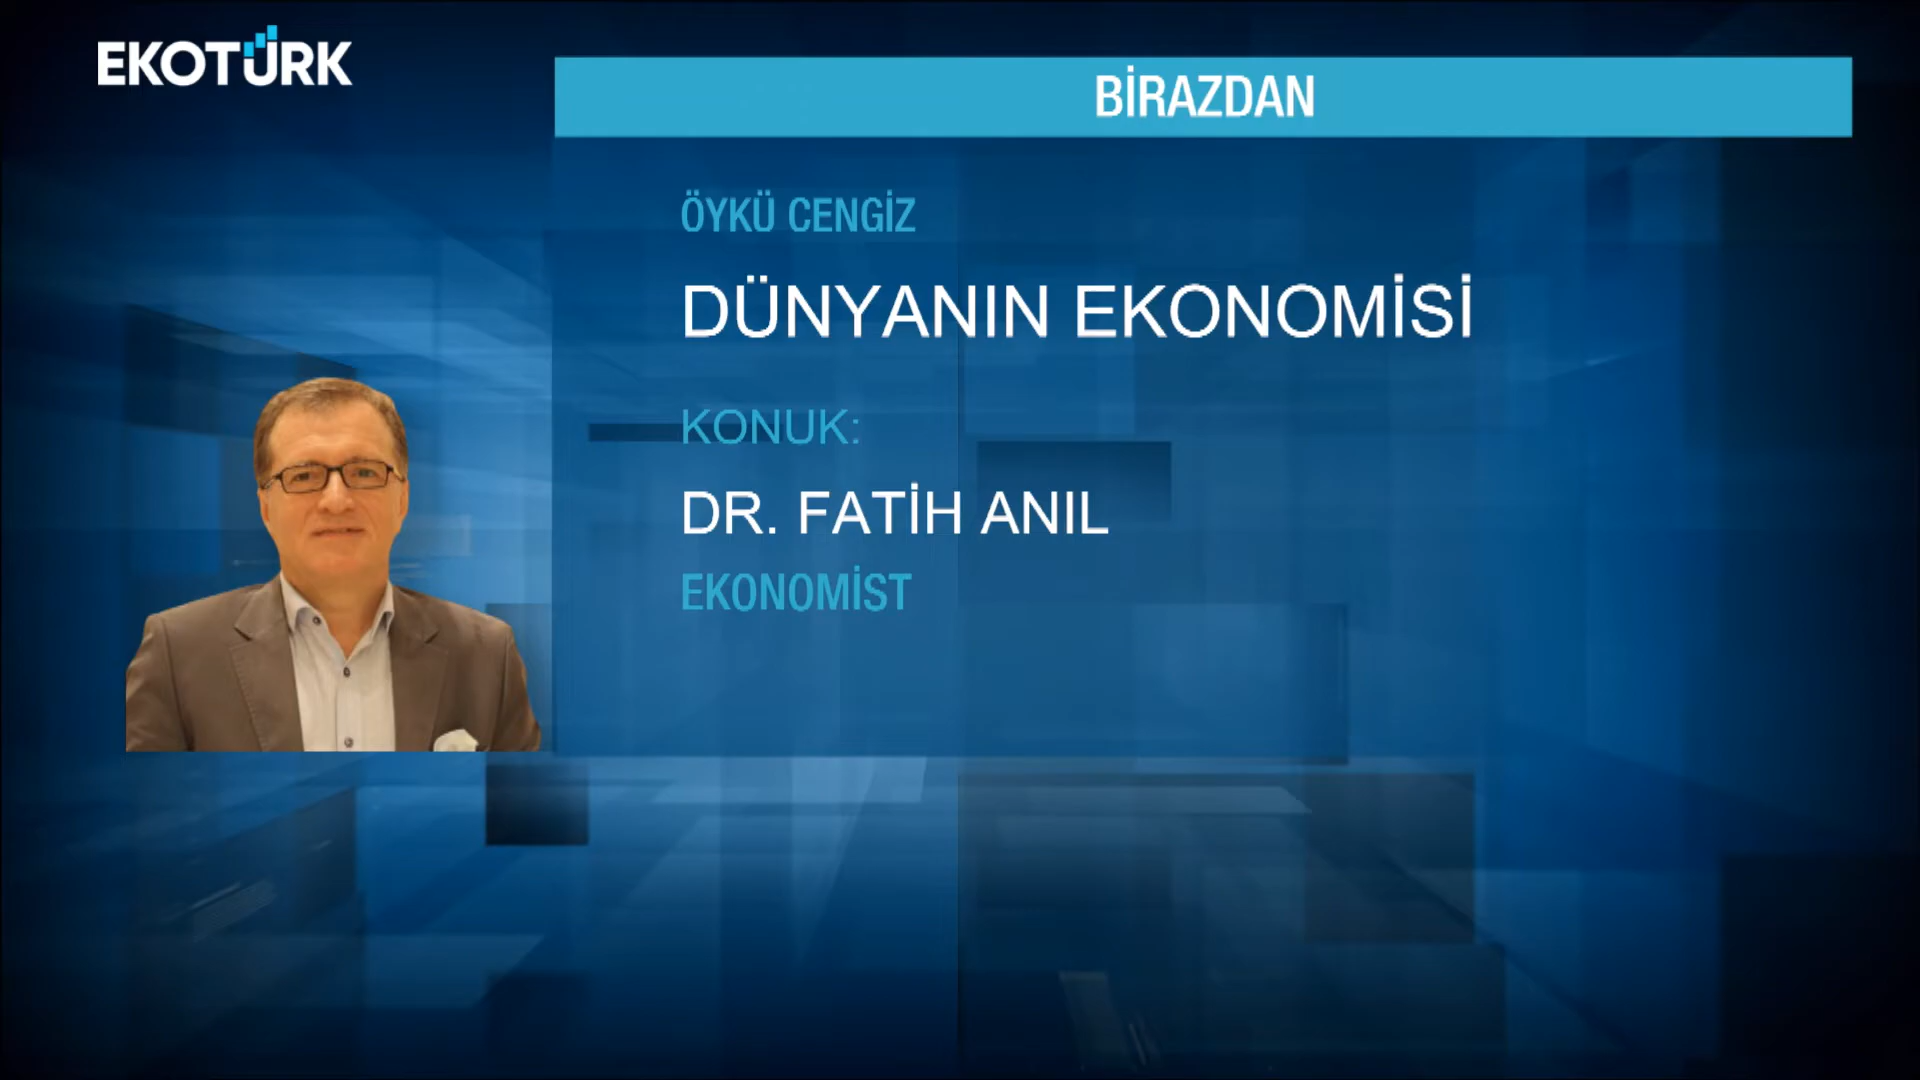 EKOTÜRK
BİRAZDAN
ÖYKÜ CENGİZ
DÜNYANIN EKONOMİSİ
KONUK:
DR. FATİH ANIL
EKONOMİST